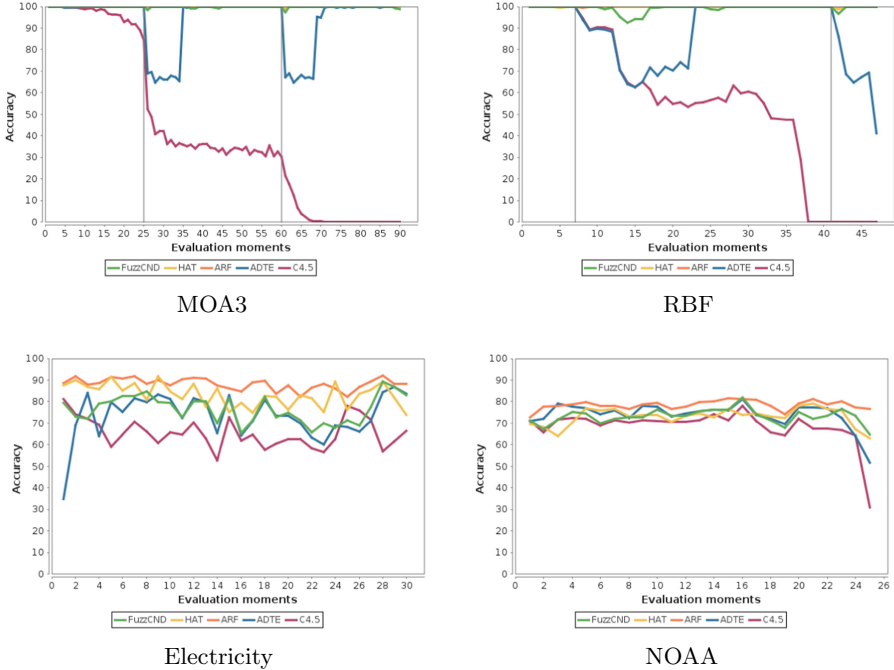 100
90
80
70
60
50
40
30
20
10
0
Accuracy
0 5 10 15 20 25 30 35 40 45 50 55 60 65 70 75 80 85 90
Evaluation moments
FuzzCND HAT ARF ADTE C4.5
MOA3
100
90
80
70
60
50
40
30
20
10
0
Accuracy
0 5 10 15 20 25 30 35 40 45
Evaluation moments
FuzzCND HAT ARF ADTE C4.5
RBF
100
90
80
70
60
50
40
30
20
10
0
Accuracy
0 2 4 6 8 10 12 14 16 18 20 22 24 26 28 30
Evaluation moments
FuzzCND HAT ARF ADTE C4.5
Electricity
100
90
80
70
60
50
40
30
20
10
0
Accuracy
0 2 4 6 8 10 12 14 16 18 20 22 24 26
Evaluation moments
FuzzCND HAT ARF ADTE C4.5
NOAA